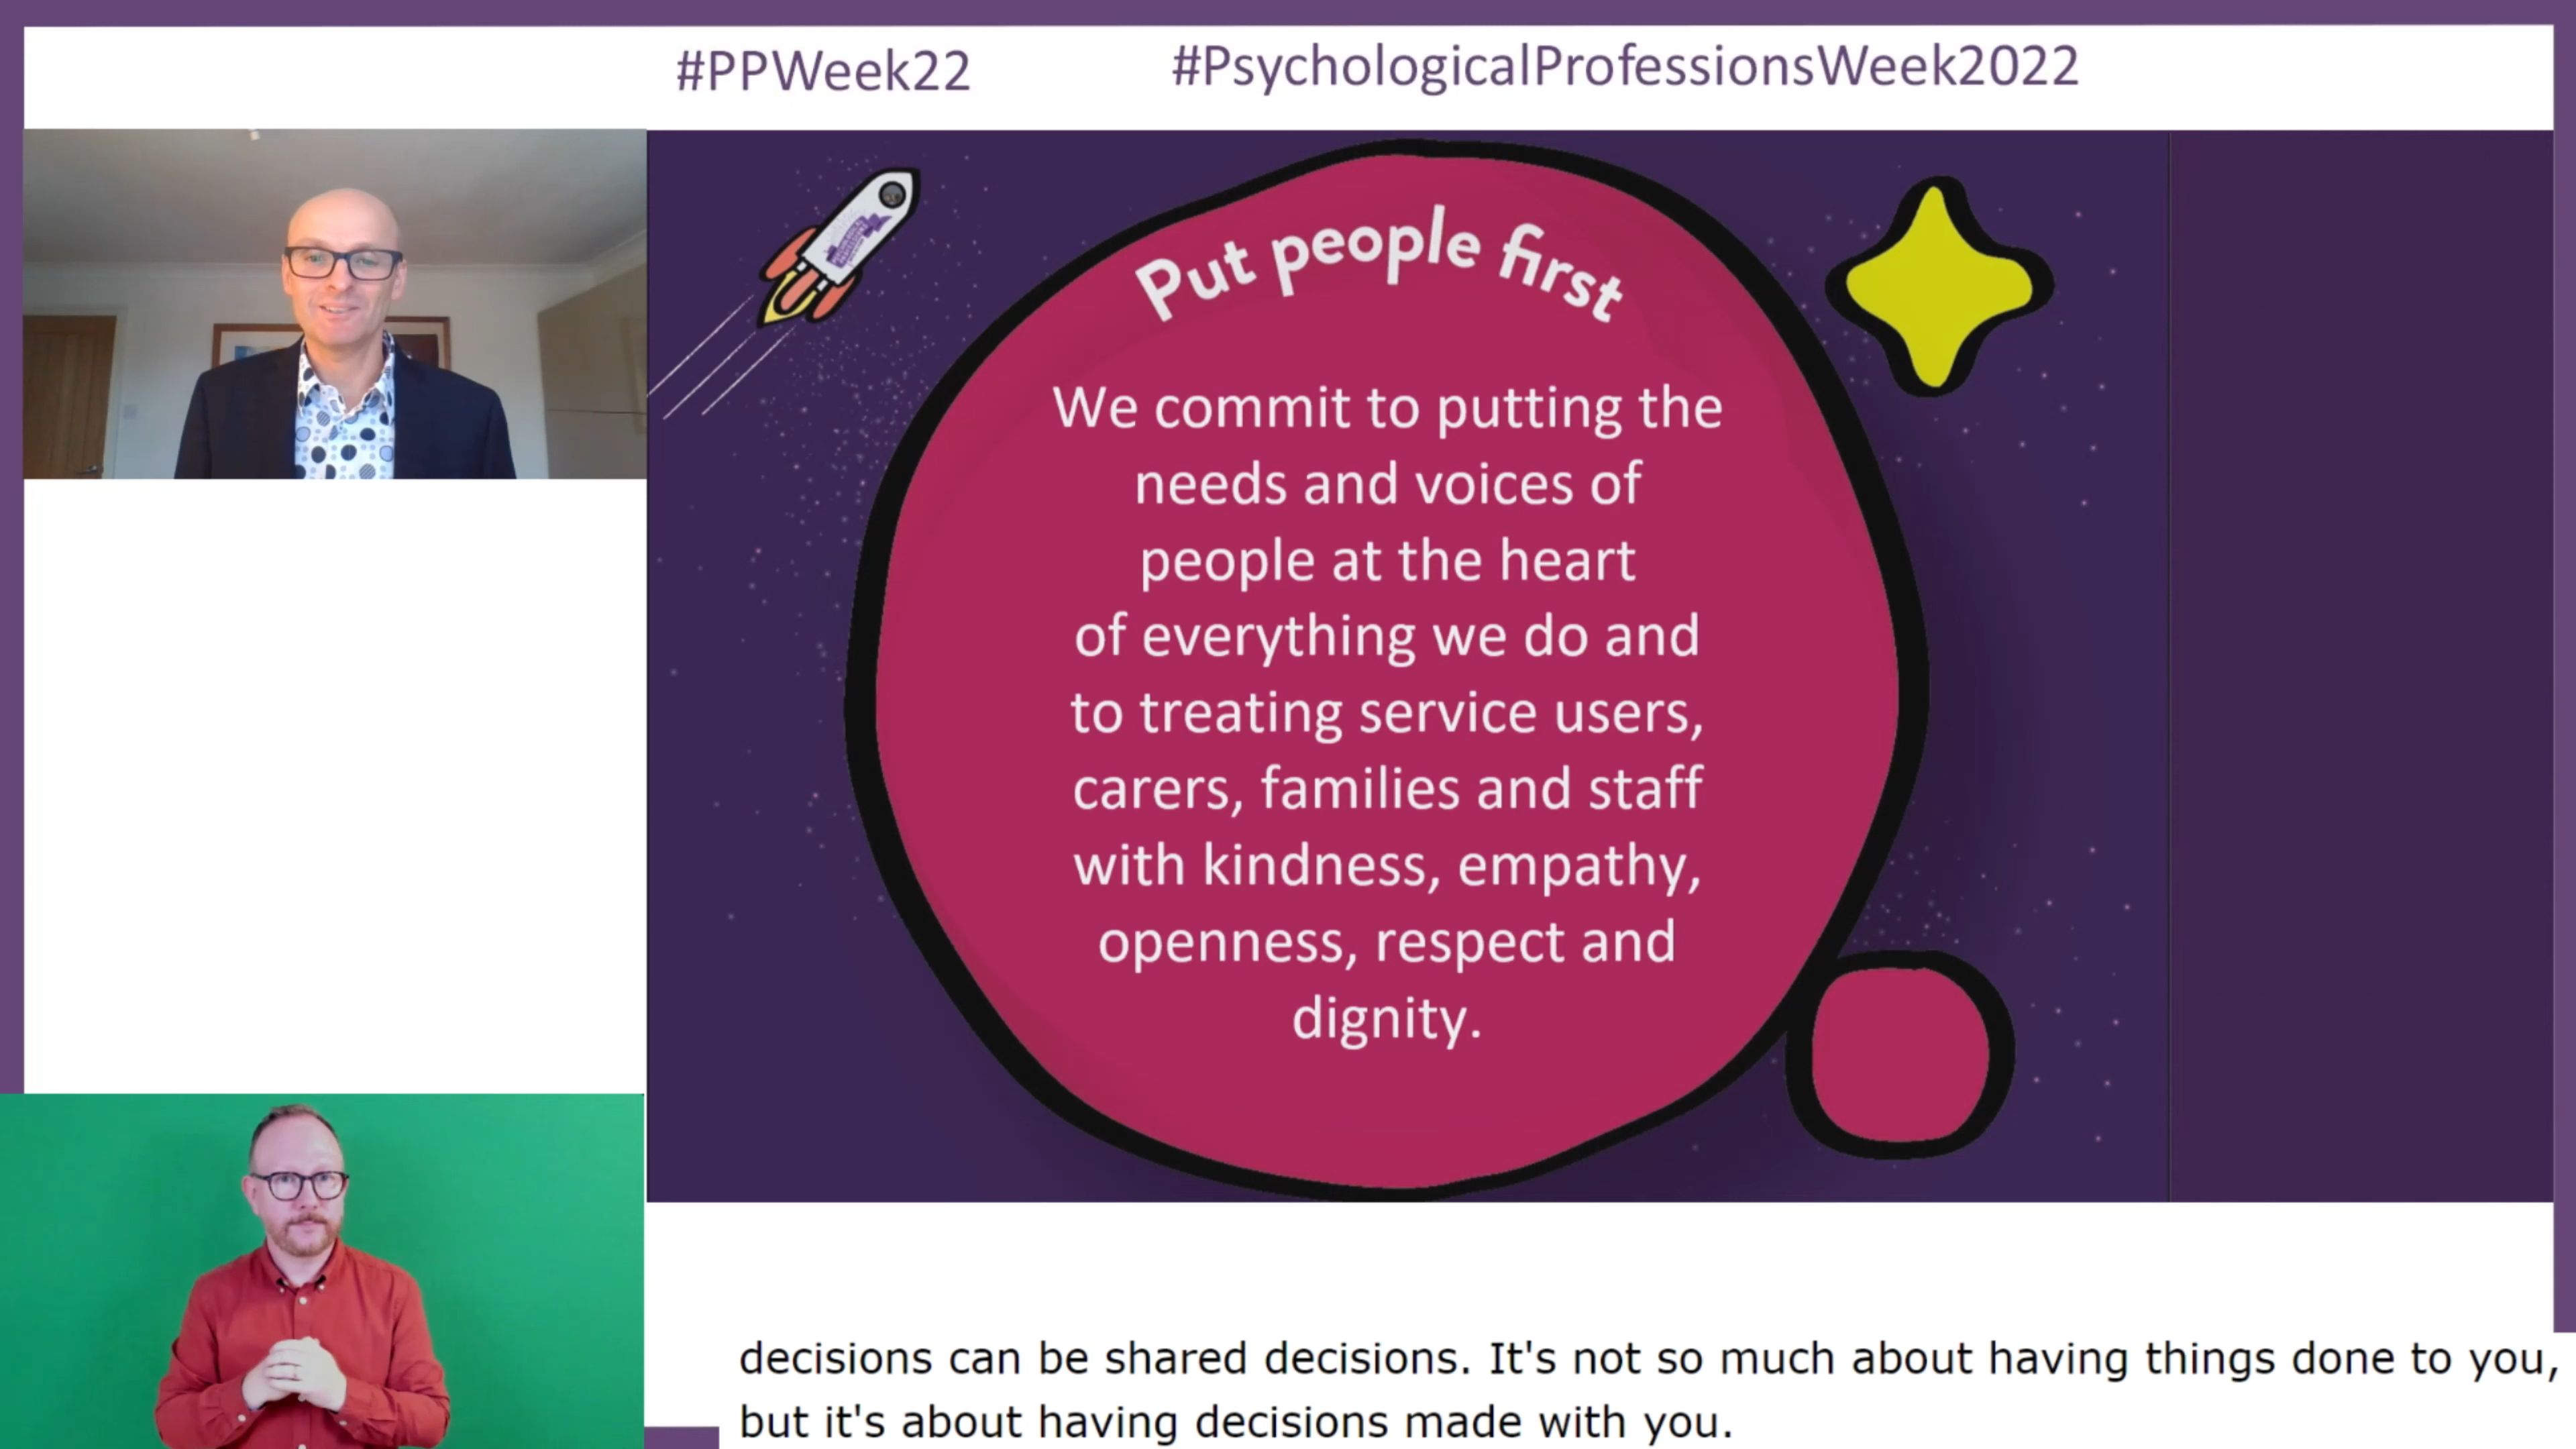 #PPWeek22
#PsychologicalProfessionsWeek2022
Put people first
We commit to putting the
needs and voices of
people at the heart
of everything we do and
to treating service users,
carers, families and staff
with kindness, empathy,
openness, respect and
dignity.
decisions can be shared decisions. It's not so much about having things done to you,
but it's about having decisions made with you.